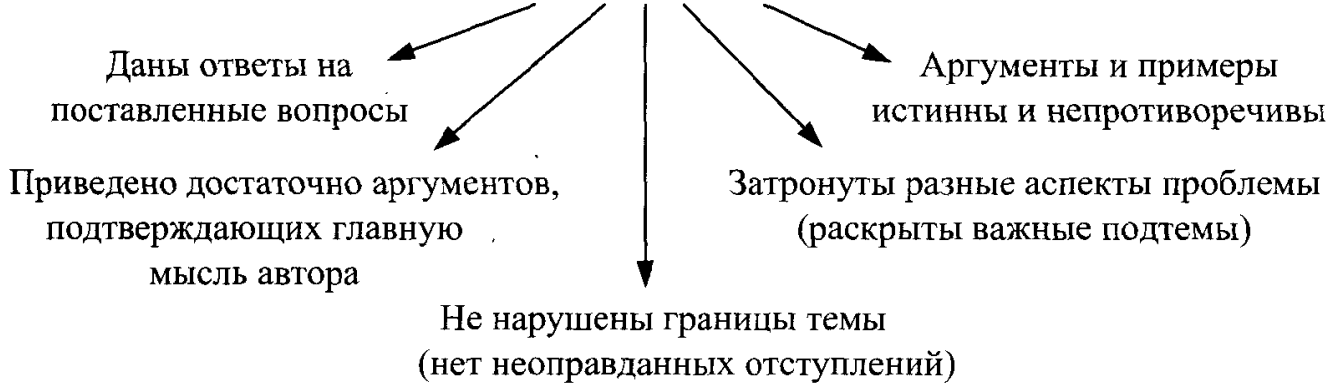 Даны ответы на
поставленные вопросы
Аргументы и примеры
истинны и непротиворечивы
Приведено достаточно аргументов,
подтверждающих главную
мысль автора
Затронуты разные аспекты проблемы
(раскрыты важные подтемы)
Не нарушены границы темы
(нет неоправданных отступлений)